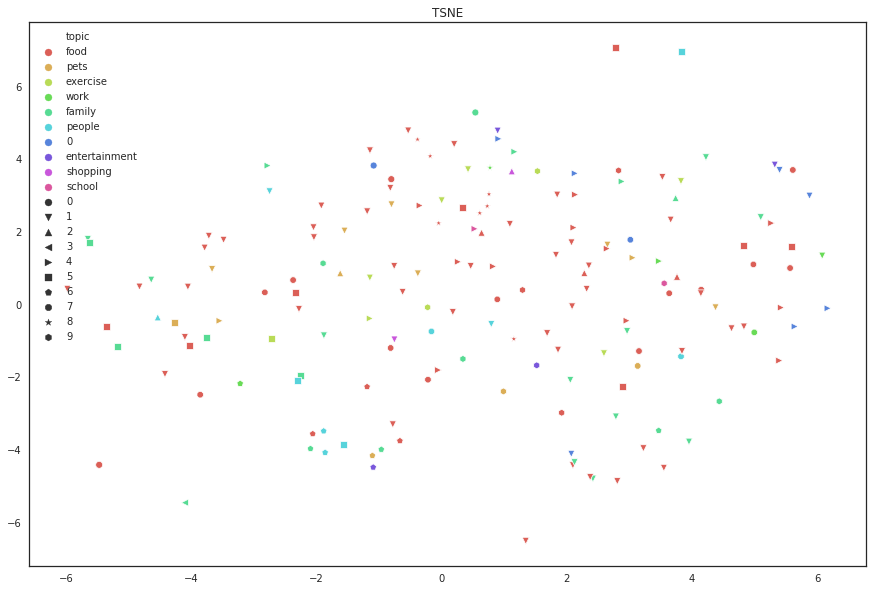 TSNE
topic
food
pets
exercise
work
family
people
0
entertainment
shopping
school
0
1
2
3
4
5
6
7
8
9
6
4
2
0
−2
−4
−6
−6 −4 −2 0 2 4 6